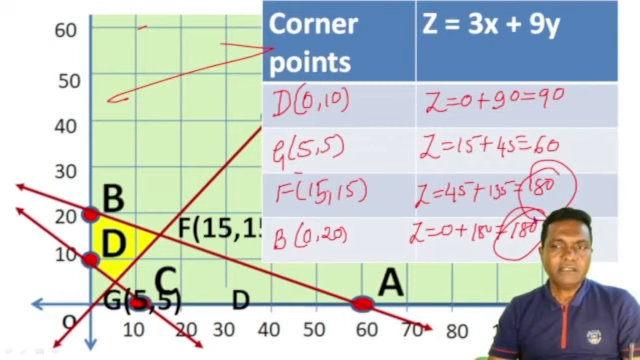 Corner points
Z = 3x + 9y
D(0,10)
Z=0+90=90
G(5,5)
Z=15+45=60
F(15,15)
Z=45+135=180
B(0,20)
Z=0+180=180
60
50
40
30
20
10
B
D
F(15,15
C
A
G(5,5)
D
O
10
20
30
40
50
60
70
80